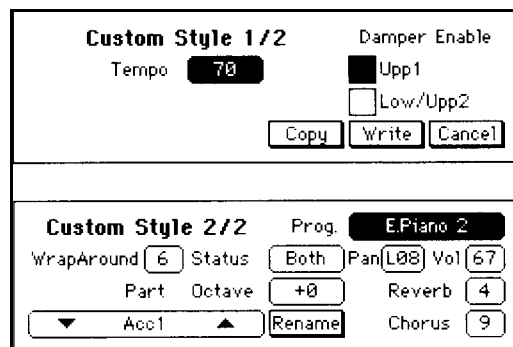 Custom Style 1/2 Damper Enable
Tempo 70 Upp1
Low/Upp2
Copy Write Cancel
Custom Style 2/2 Prog. E.Piano 2
WrapAround 6 Status Both Pan L08 Vol 67
Part Octave +0 Reverb 4
▼ Acc1 ▲ Rename Chorus 9